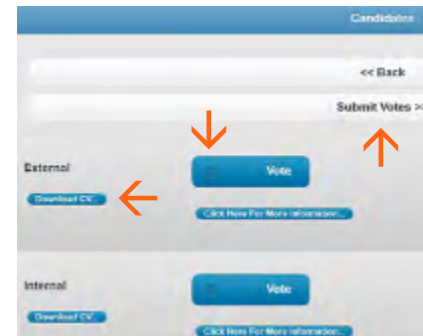 Candidates
<< Back
Submit Votes >>
External
Vote
Download CV...
Click Here For More Information...
Internal
Vote
Download CV...
Click Here For More Information...